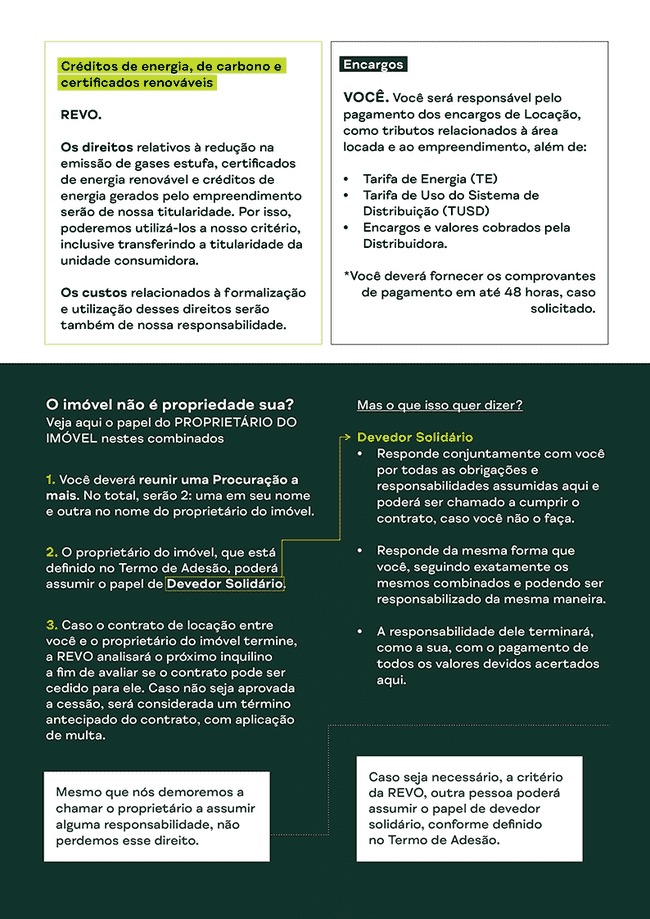 Créditos de energia, de carbono e
certificados renováveis
REVO.
Os direitos relativos à redução na
emissão de gases estufa, certificados
de energia renovável e créditos de
energia gerados pelo empreendimento
serão de nossa titularidade. Por isso,
poderemos utilizá-los a nosso critério,
inclusive transferindo a titularidade da
unidade consumidora.
Os custos relacionados à formalização
e utilização desses direitos serão
também de nossa responsabilidade.
Encargos
VOCÊ. Você será responsável pelo
pagamento dos encargos de Locação,
como tributos relacionados à área
locada e ao empreendimento, além de:
• Tarifa de Energia (TE)
• Tarifa de Uso do Sistema de
Distribuição (TUSD)
• Encargos e valores cobrados pela
Distribuidora.
*Você deverá fornecer os comprovantes
de pagamento em até 48 horas, caso
solicitado.
O imóvel não é propriedade sua?
Veja aqui o papel do PROPRIETÁRIO DO
IMÓVEL nestes combinados
1. Você deverá reunir uma Procuração a
mais. No total, serão 2: uma em seu nome
e outra no nome do proprietário do imóvel.
2. O proprietário do imóvel, que está
definido no Termo de Adesão, poderá
assumir o papel de Devedor Solidário.
3. Caso o contrato de locação entre
você e o proprietário do imóvel termine,
a REVO analisará o próximo inquilino
a fim de avaliar se o contrato pode ser
cedido para ele. Caso não seja aprovada
a cessão, será considerada um término
antecipado do contrato, com aplicação
de multa.
Mesmo que nós demoremos a
chamar o proprietário a assumir
alguma responsabilidade, não
perdemos esse direito.
Mas o que isso quer dizer?
Devedor Solidário
• Responde conjuntamente com você
por todas as obrigações e
responsabilidades assumidas aqui e
poderá ser chamado a cumprir o
contrato, caso você não o faça.
• Responde da mesma forma que
você, seguindo exatamente os
mesmos combinados e podendo ser
responsabilizado da mesma maneira.
• A responsabilidade dele terminará,
como a sua, com o pagamento de
todos os valores devidos acertados
aqui.
Caso seja necessário, a critério
da REVO, outra pessoa poderá
assumir o papel de devedor
solidário, conforme definido
no Termo de Adesão.